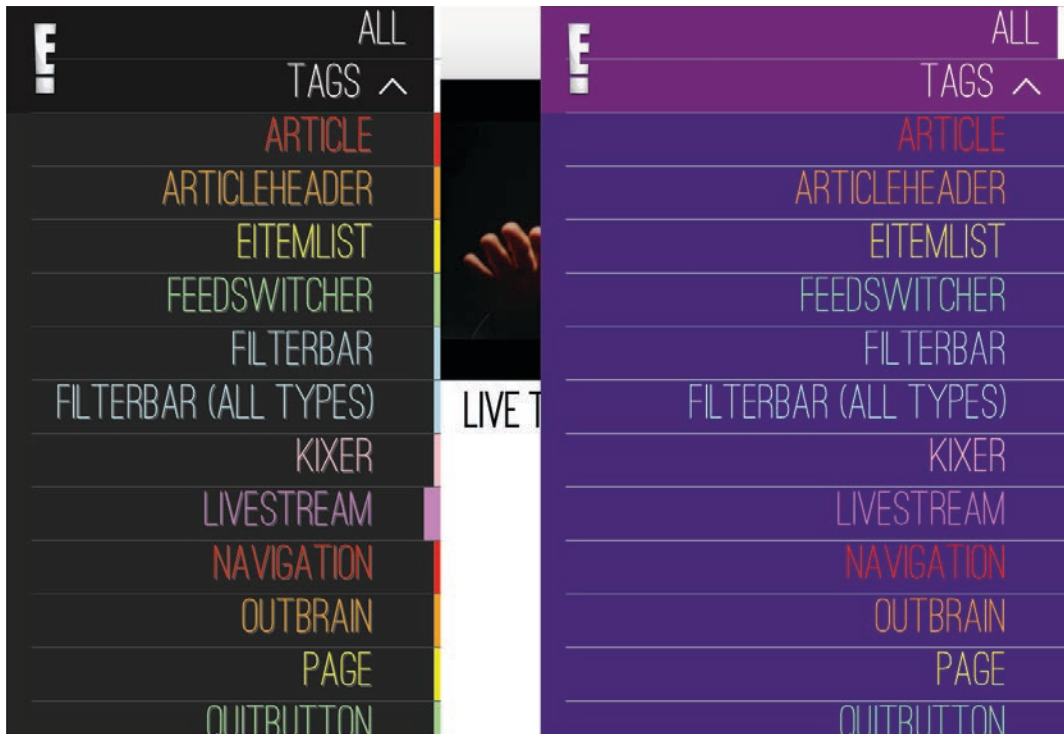 E!
ALL
TAGS
ARTICLE
ARTICLEHEADER
EITEMLIST
FEEDSWITCHER
FILTERBAR
FILTERBAR (ALL TYPES)
KIXER
LIVESTREAM
NAVIGATION
OUTBRAIN
PAGE
QUITBUTTON
LIVE T
E!
ALL
TAGS
ARTICLE
ARTICLEHEADER
EITEMLIST
FEEDSWITCHER
FILTERBAR
FILTERBAR (ALL TYPES)
KIXER
LIVESTREAM
NAVIGATION
OUTBRAIN
PAGE
QUITBUTTON